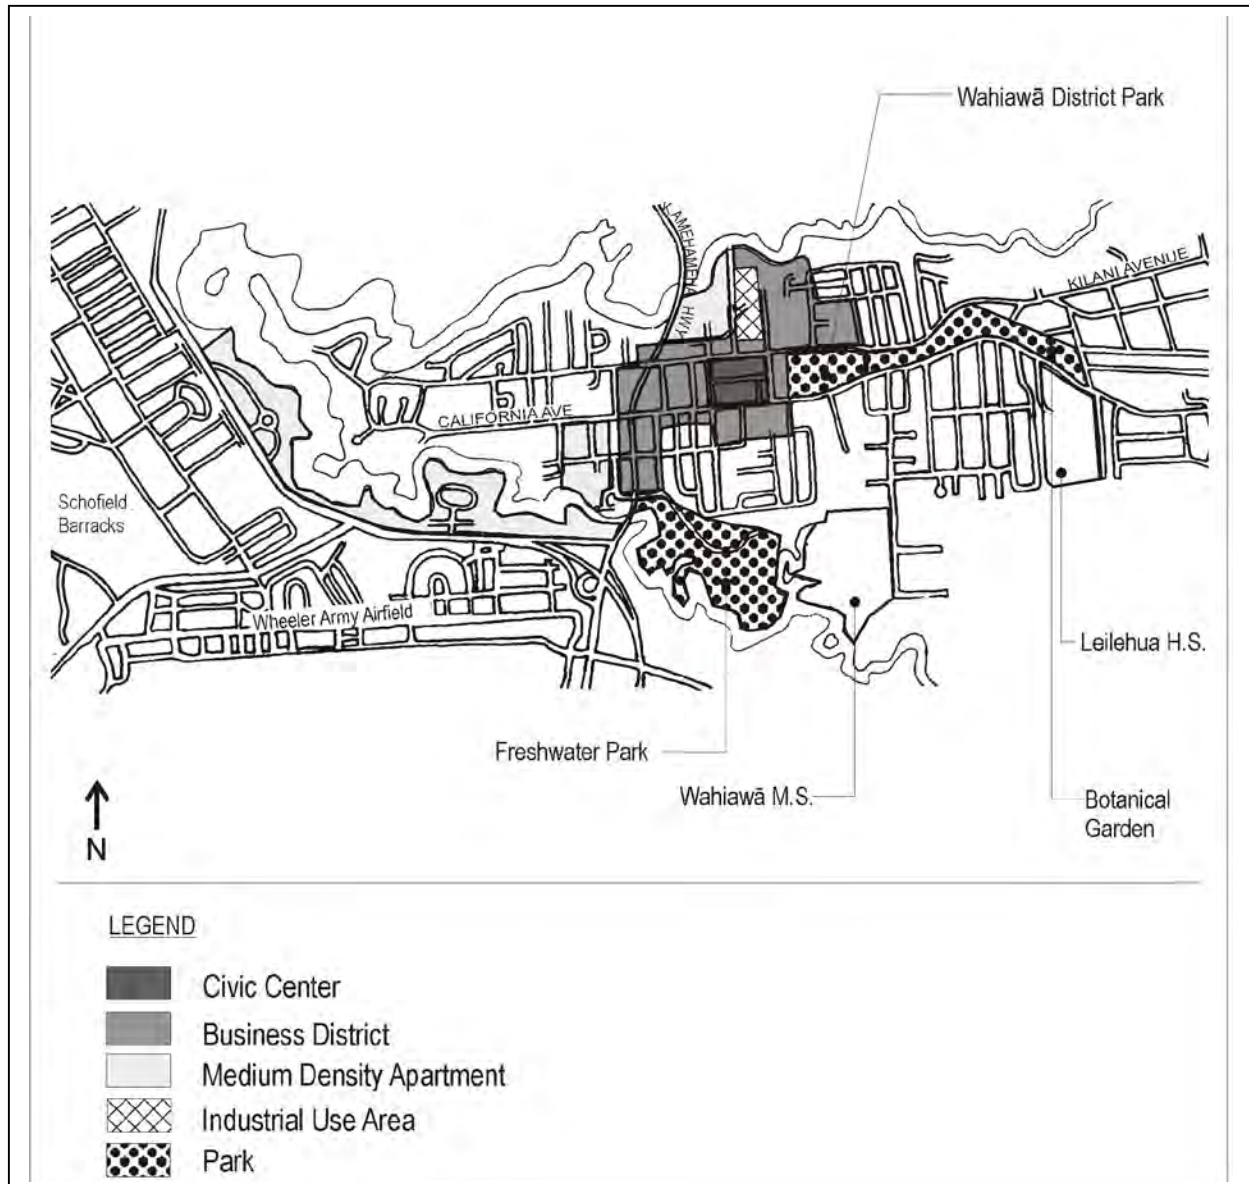 Wahiawā District Park
KAMEHAMEHA HWY
KILANI AVENUE
CALIFORNIA AVE
Schofield
Barracks
Wheeler Army Airfield
Leilehua H.S.
Freshwater Park
Wahiawā M.S.
Botanical
Garden
N
LEGEND
Civic Center
Business District
Medium Density Apartment
Industrial Use Area
Park